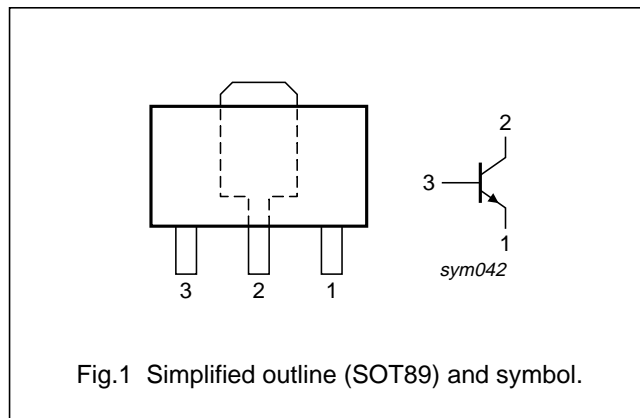 2
3
1
sym042
3 2 1
Fig.1 Simplified outline (SOT89) and symbol.